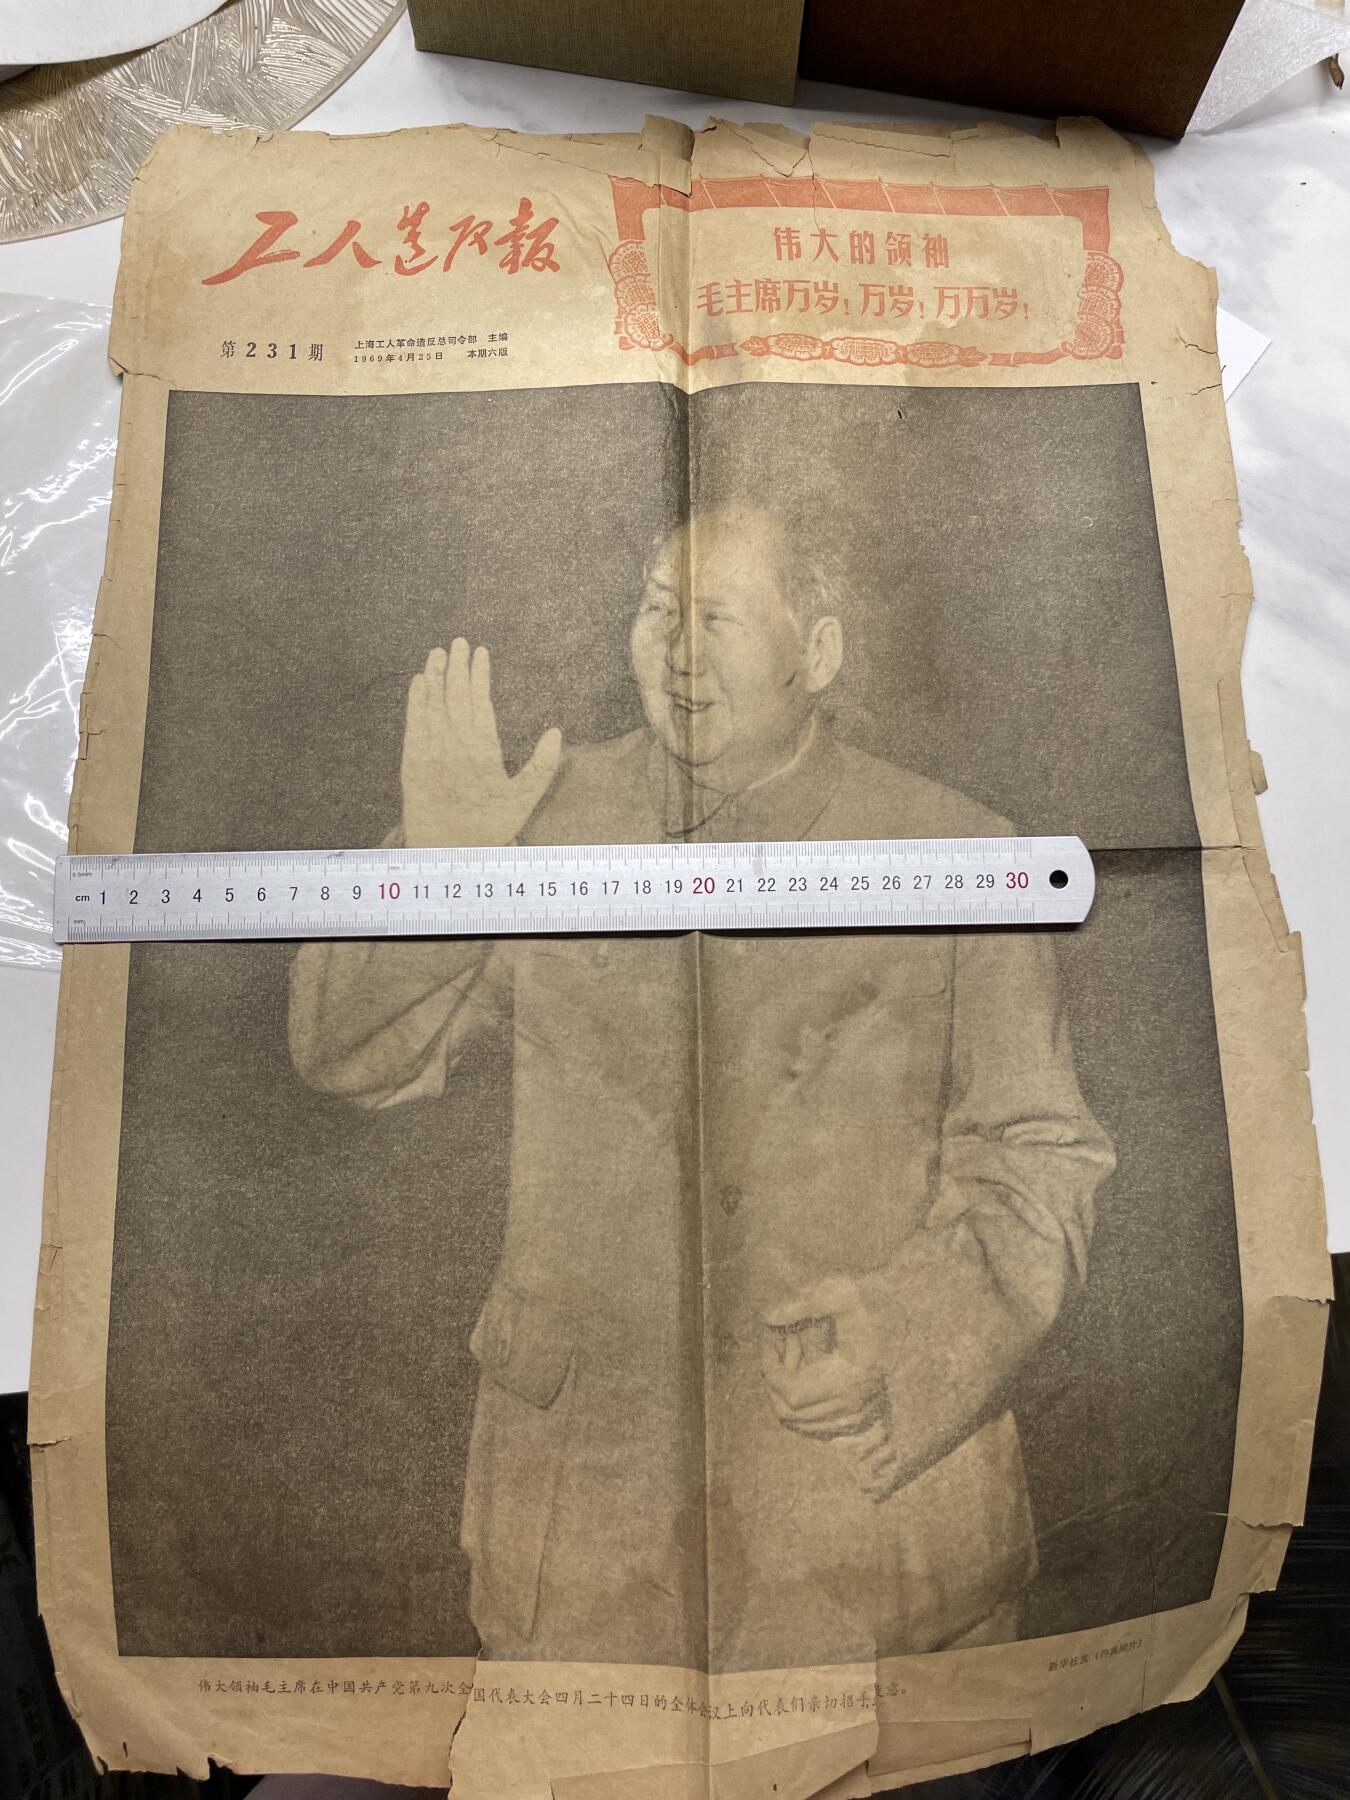 工人造反报
第231期
上海工人革命造反总司令部 主编
1969年4月25日 本期六版
伟大的领袖
毛主席万岁!万岁!万万岁!
0.5mm
mm
cm 1 2 3 4 5 6 7 8 9 10 11 12 13 14 15 16 17 18 19 20 21 22 23 24 25 26 27 28 29 30
mm
新华社发(传真照片)
伟大领袖毛主席在中国共产党第九次全国代表大会四月二十四日的全体会议上向代表们亲切招手致意。